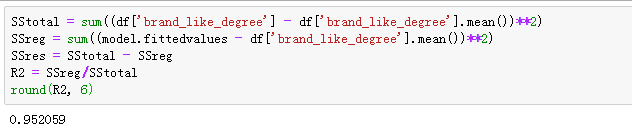 SStotal = sum((df['brand_like_degree'] - df['brand_like_degree'].mean())**2)
SSreg = sum((model.fittedvalues - df['brand_like_degree'].mean())**2)
SSres = SStotal - SSreg
R2 = SSreg/SStotal
round(R2, 6)
0.952059